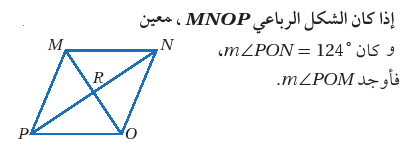 إذا كان الشكل الرباعي MNOP ، معين
و كان m∠PON = 124°،
فأوجد m∠POM.
M
N
R
P
O